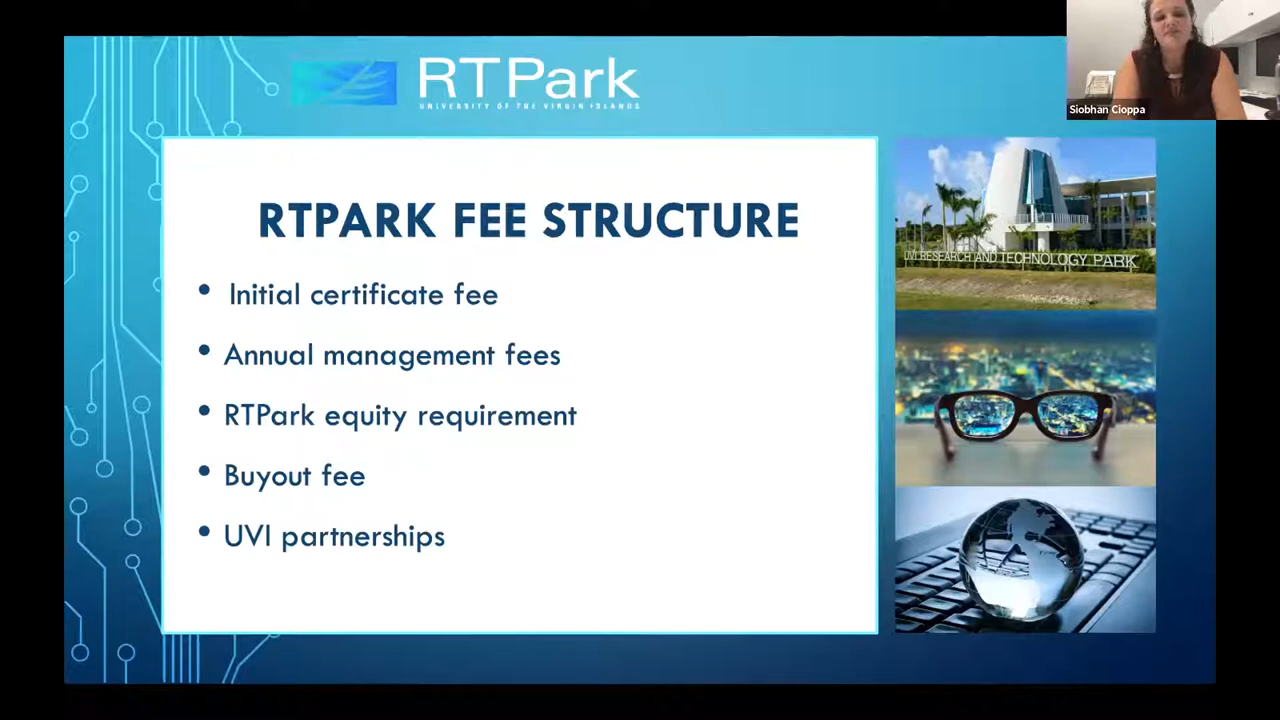 RTPark
UNIVERSITY OF THE VIRGIN ISLANDS
Siobhan Cioppa
RTPARK FEE STRUCTURE
• Initial certificate fee
• Annual management fees
• RTPark equity requirement
• Buyout fee
• UVI partnerships
UVI RESEARCH AND TECHNOLOGY PARK